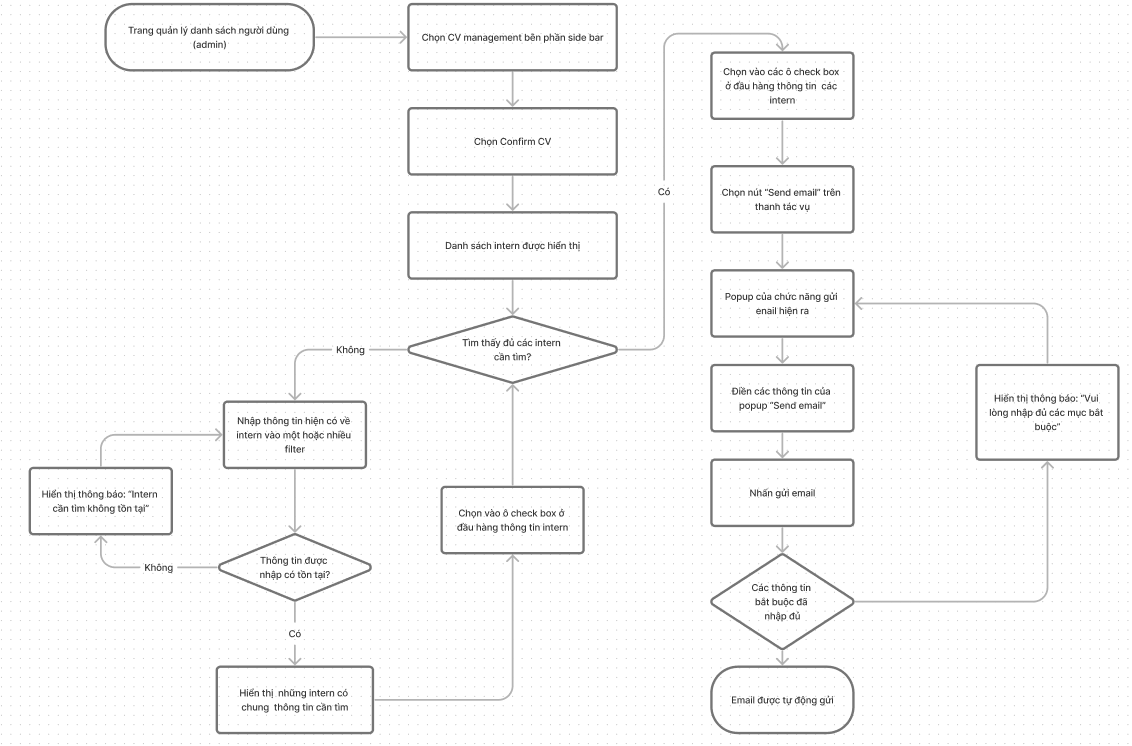 Trang quản lý danh sách người dùng
(admin)
Chọn CV management bên phần side bar
Chọn Confirm CV
Danh sách intern được hiển thị
Tìm thấy đủ các intern
cần tìm?
Không
Có
Nhập thông tin hiện có về
intern vào một hoặc nhiều
filter
Hiển thị thông báo: “Intern
cần tìm không tồn tại”
Thông tin được
nhập có tồn tại?
Không
Có
Hiển thị  những intern có
chung  thông tin cần tìm
Chọn vào ô check box ở
đầu hàng thông tin intern
Chọn vào các ô check box
ở đầu hàng thông tin  các
intern
Chọn nút “Send email” trên
thanh tác vụ
Popup của chức năng gửi
enail hiện ra
Điền các thông tin của
popup “Send email”
Nhấn gửi email
Các thông tin
bắt buộc đã
nhập đủ
Hiển thị thông báo: “Vui
lòng nhập đủ các mục bắt
buộc”
Email được tự động gửi